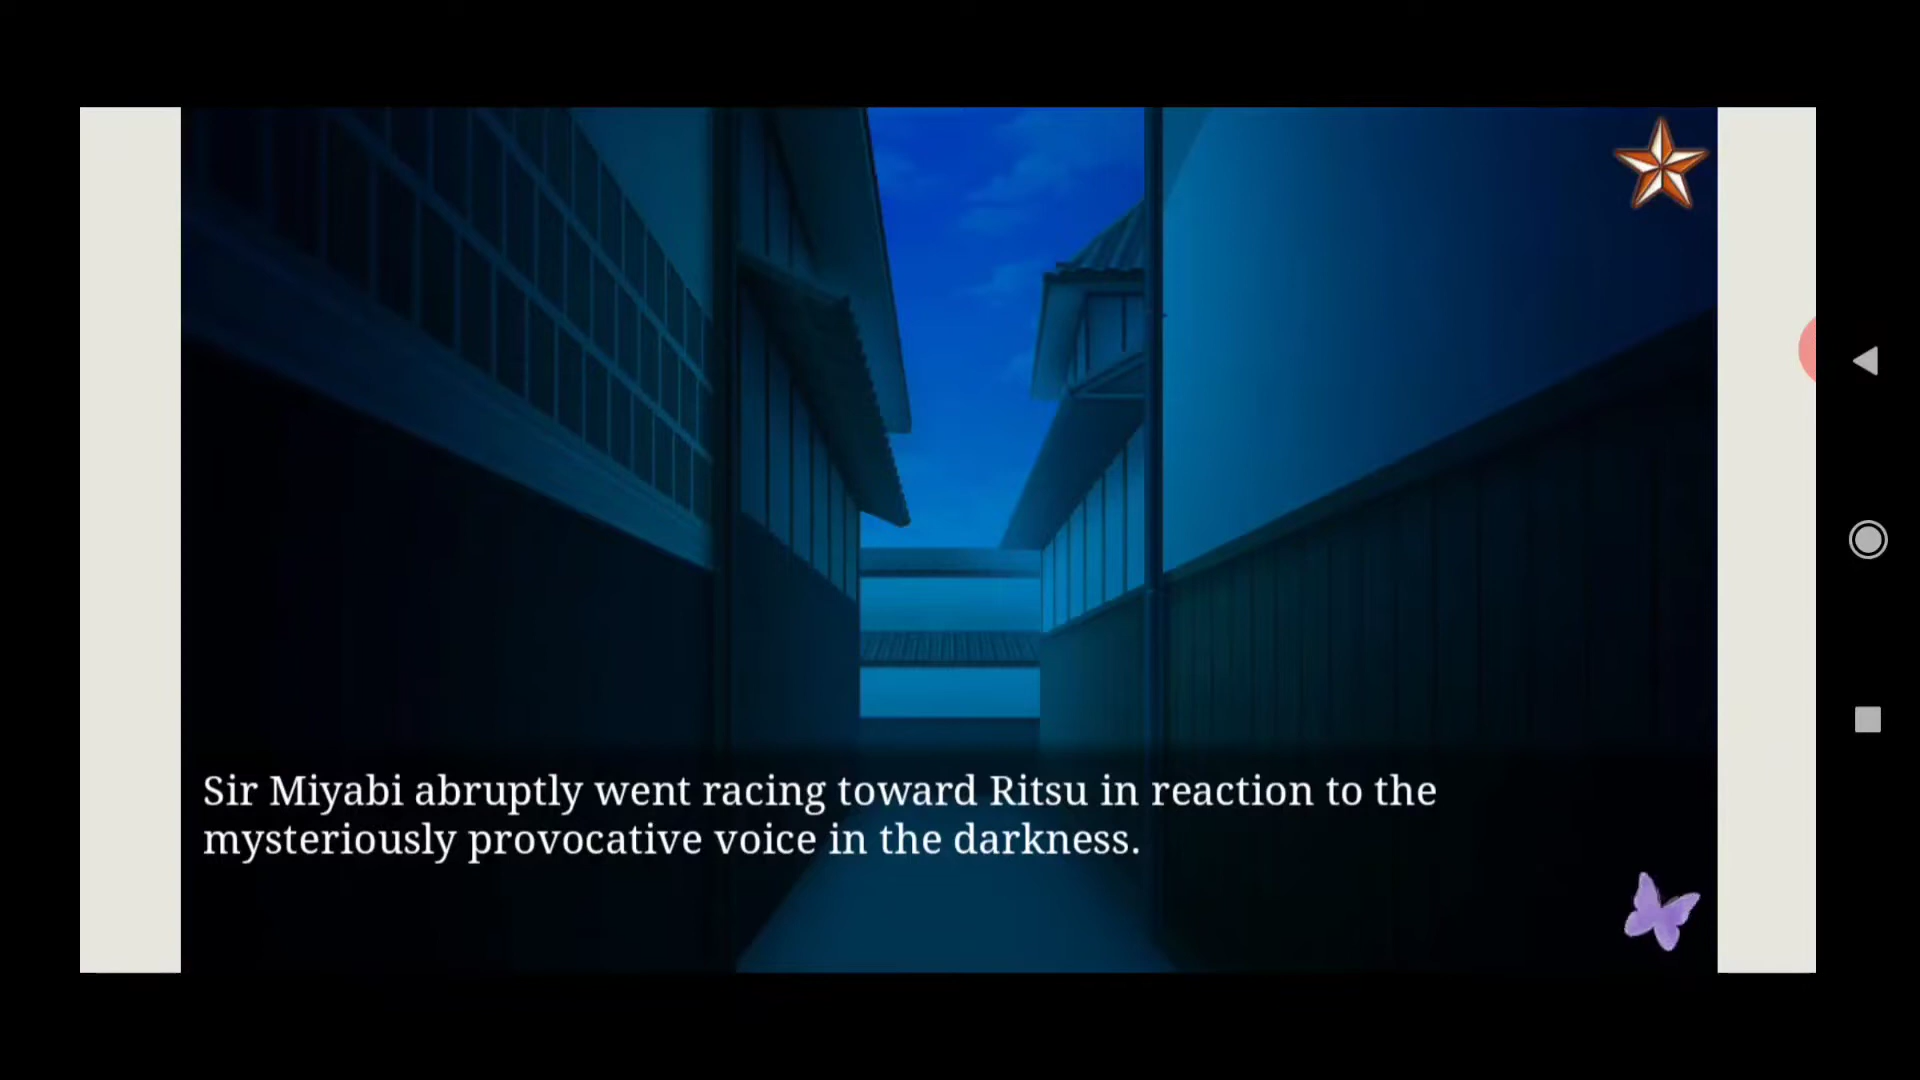 Sir Miyabi abruptly went racing toward Ritsu in reaction to the
mysteriously provocative voice in the darkness.